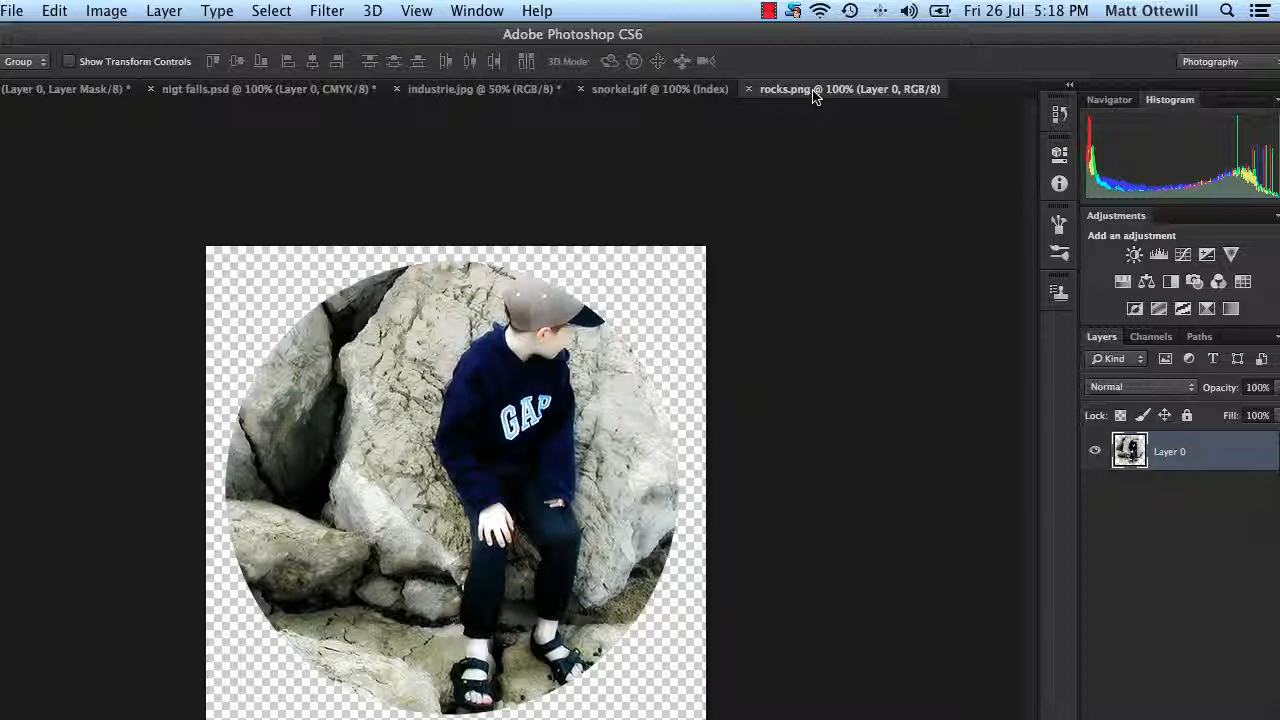 File Edit Image Layer Type Select Filter 3D View Window Help Fri 26 Jul 5:18 PM Matt Ottewill
Adobe Photoshop CS6
Group Show Transform Controls 3D Mode: Photography
(Layer 0, Layer Mask/8) * × nigt falls.psd @ 100% (Layer 0, CMYK/8) * × industrie.jpg @ 50% (RGB/8) * × snorkel.gif @ 100% (Index) × rocks.png @ 100% (Layer 0, RGB/8)
Navigator Histogram
Adjustments
Add an adjustment
Layers Channels Paths
Kind
Normal Opacity: 100%
Lock: Fill: 100%
Layer 0
GAP